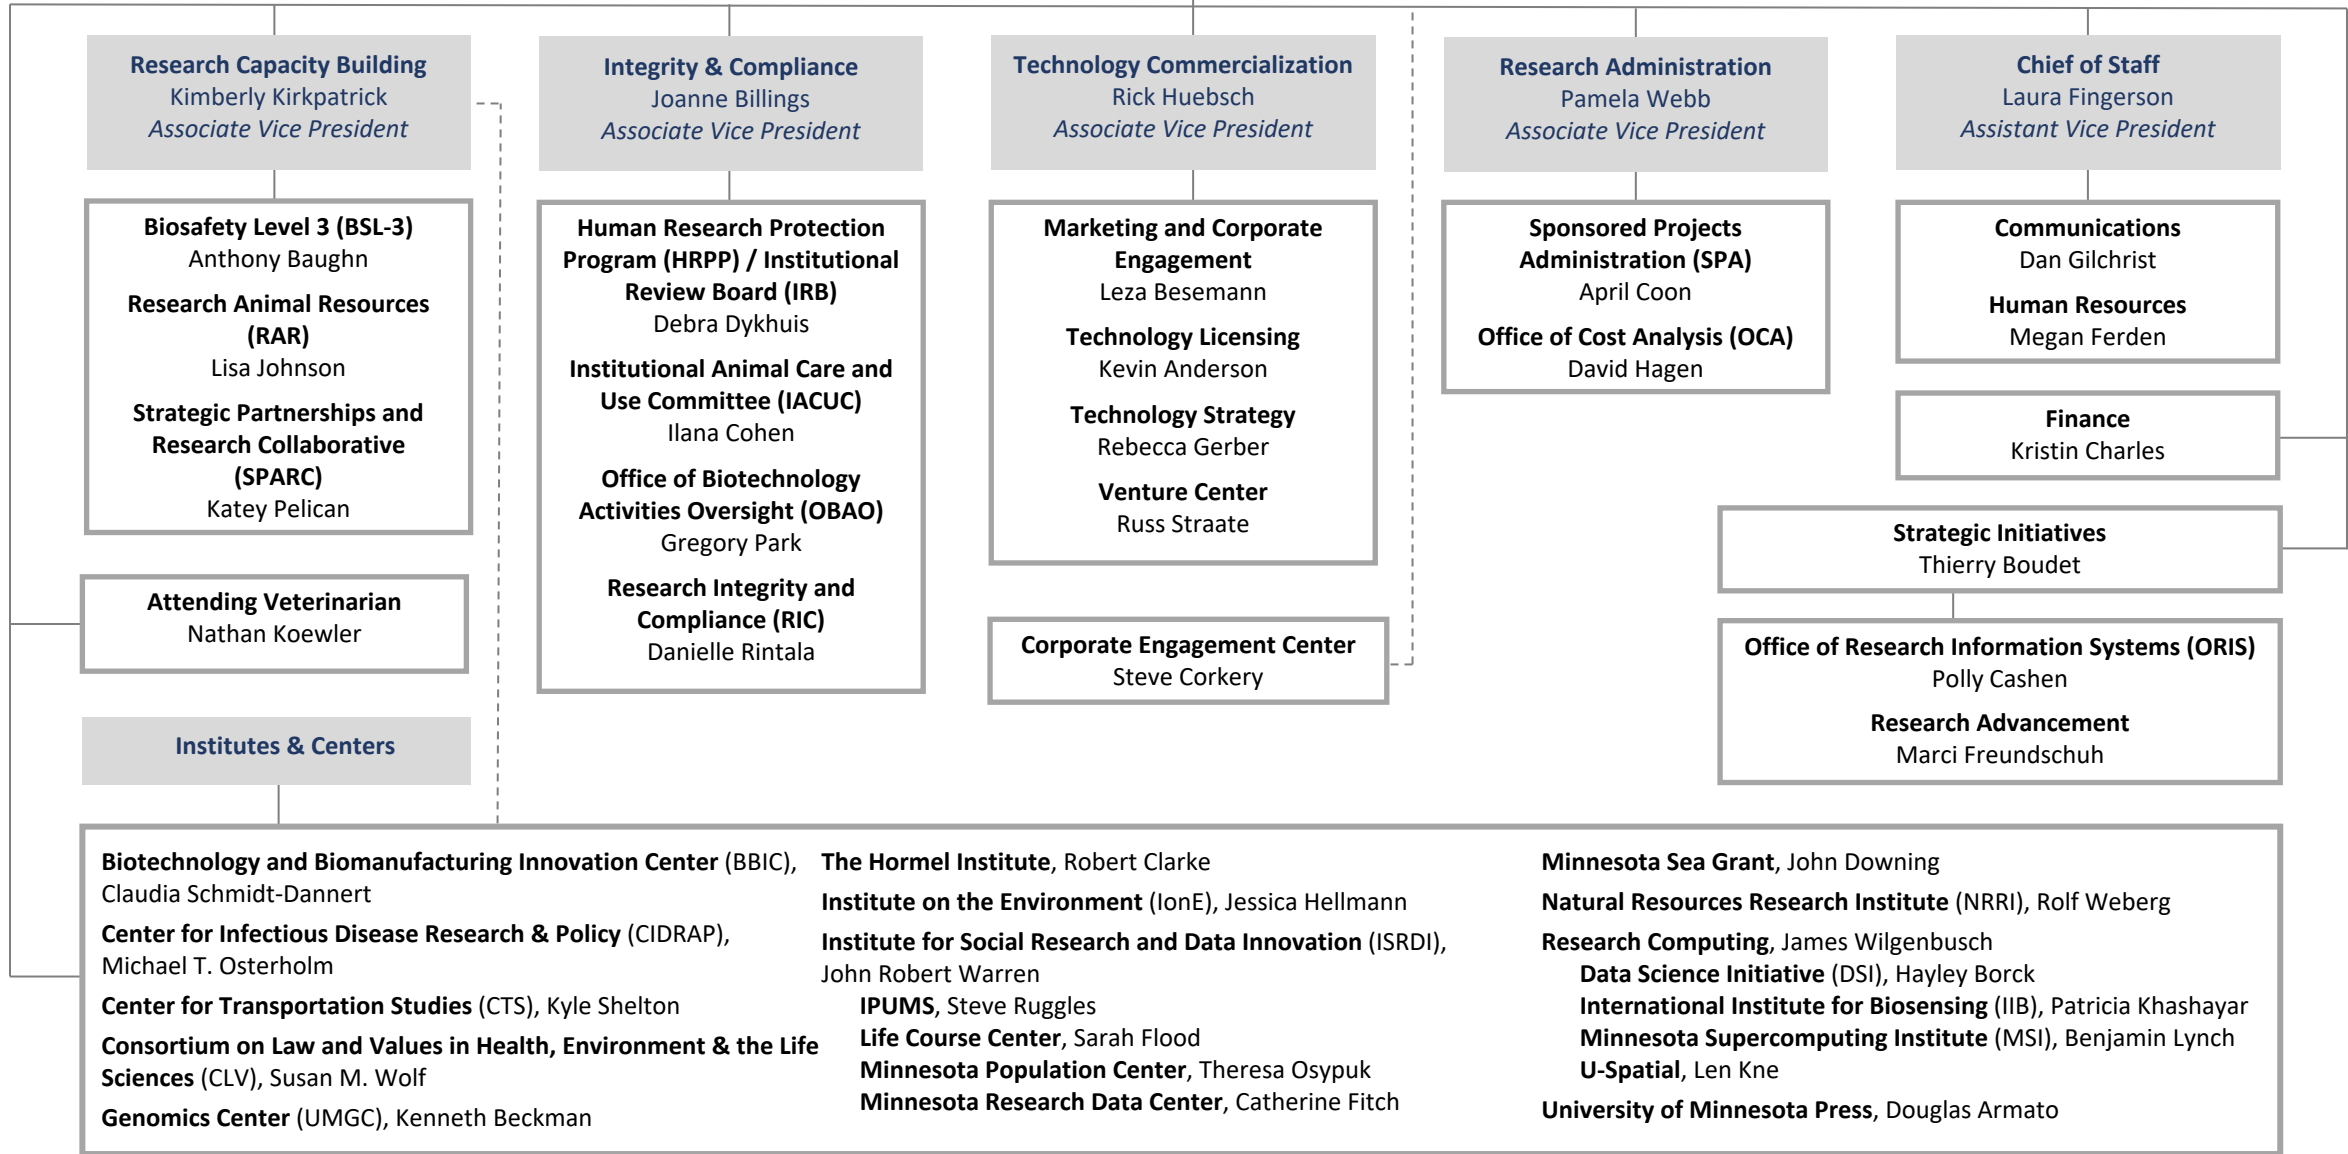 Research Capacity Building
Kimberly Kirkpatrick
Associate Vice President
Integrity & Compliance
Joanne Billings
Associate Vice President
Technology Commercialization
Rick Huebsch
Associate Vice President
Research Administration
Pamela Webb
Associate Vice President
Chief of Staff
Laura Fingerson
Assistant Vice President
Biosafety Level 3 (BSL-3)
Anthony Baughn
Research Animal Resources
(RAR)
Lisa Johnson
Strategic Partnerships and
Research Collaborative
(SPARC)
Katey Pelican
Attending Veterinarian
Nathan Koewler
Human Research Protection
Program (HRPP) / Institutional
Review Board (IRB)
Debra Dykhuis
Institutional Animal Care and
Use Committee (IACUC)
Ilana Cohen
Office of Biotechnology
Activities Oversight (OBAO)
Gregory Park
Research Integrity and
Compliance (RIC)
Danielle Rintala
Marketing and Corporate
Engagement
Leza Besemann
Technology Licensing
Kevin Anderson
Technology Strategy
Rebecca Gerber
Venture Center
Russ Straate
Corporate Engagement Center
Steve Corkery
Sponsored Projects
Administration (SPA)
April Coon
Office of Cost Analysis (OCA)
David Hagen
Communications
Dan Gilchrist
Human Resources
Megan Ferden
Finance
Kristin Charles
Strategic Initiatives
Thierry Boudet
Office of Research Information Systems (ORIS)
Polly Cashen
Research Advancement
Marci Freundschuh
Institutes & Centers
Biotechnology and Biomanufacturing Innovation Center (BBIC),
Claudia Schmidt-Dannert
Center for Infectious Disease Research & Policy (CIDRAP),
Michael T. Osterholm
Center for Transportation Studies (CTS), Kyle Shelton
Consortium on Law and Values in Health, Environment & the Life
Sciences (CLV), Susan M. Wolf
Genomics Center (UMGC), Kenneth Beckman
The Hormel Institute, Robert Clarke
Institute on the Environment (IonE), Jessica Hellmann
Institute for Social Research and Data Innovation (ISRDI),
John Robert Warren
IPUMS, Steve Ruggles
Life Course Center, Sarah Flood
Minnesota Population Center, Theresa Osypuk
Minnesota Research Data Center, Catherine Fitch
Minnesota Sea Grant, John Downing
Natural Resources Research Institute (NRRI), Rolf Weberg
Research Computing, James Wilgenbusch
Data Science Initiative (DSI), Hayley Borck
International Institute for Biosensing (IIB), Patricia Khashayar
Minnesota Supercomputing Institute (MSI), Benjamin Lynch
U-Spatial, Len Kne
University of Minnesota Press, Douglas Armato